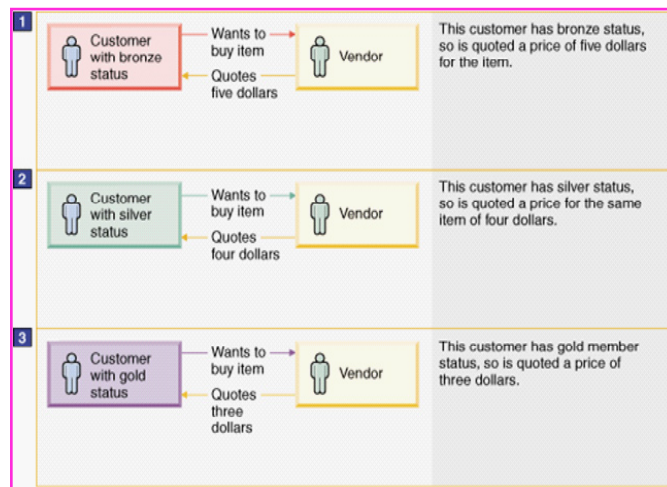 1
Customer
with bronze
status
Wants to
buy item
Quotes
five dollars
Vendor
This customer has bronze status,
so is quoted a price of five dollars
for the item.
2
Customer
with silver
status
Wants to
buy item
Quotes
four dollars
Vendor
This customer has silver status,
so is quoted a price for the same
item of four dollars.
3
Customer
with gold
status
Wants to
buy item
Quotes
three
dollars
Vendor
This customer has gold member
status, so is quoted a price of
three dollars.